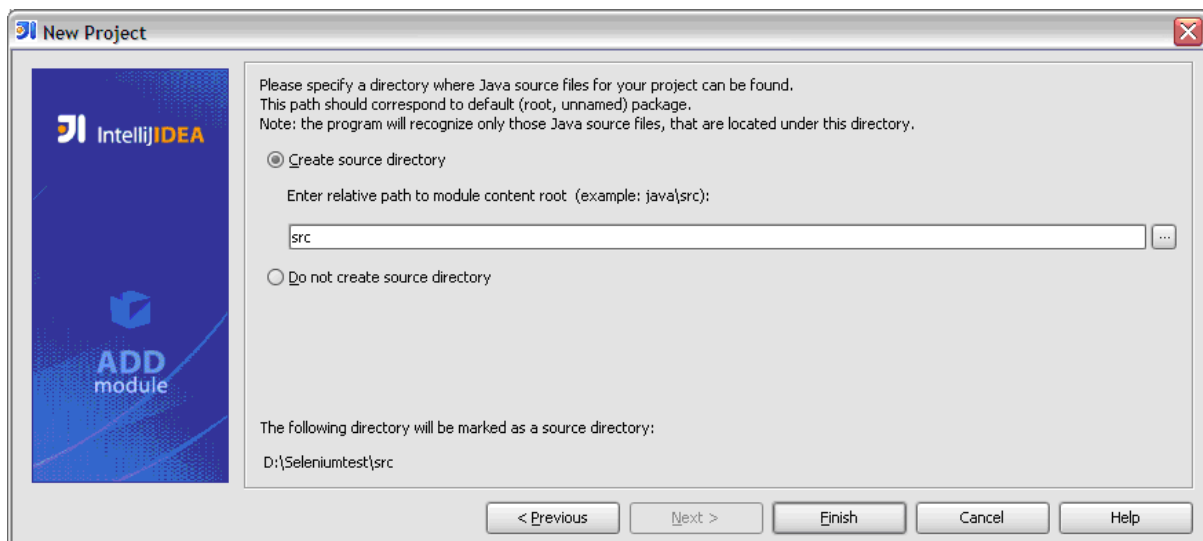 New Project
IntelliJIDEA
ADD
module
Please specify a directory where Java source files for your project can be found.
This path should correspond to default (root, unnamed) package.
Note: the program will recognize only those Java source files, that are located under this directory.
Create source directory
Enter relative path to module content root (example: java\src):
src
...
Do not create source directory
The following directory will be marked as a source directory:
D:\Seleniumtest\src
< Previous
Next >
Finish
Cancel
Help